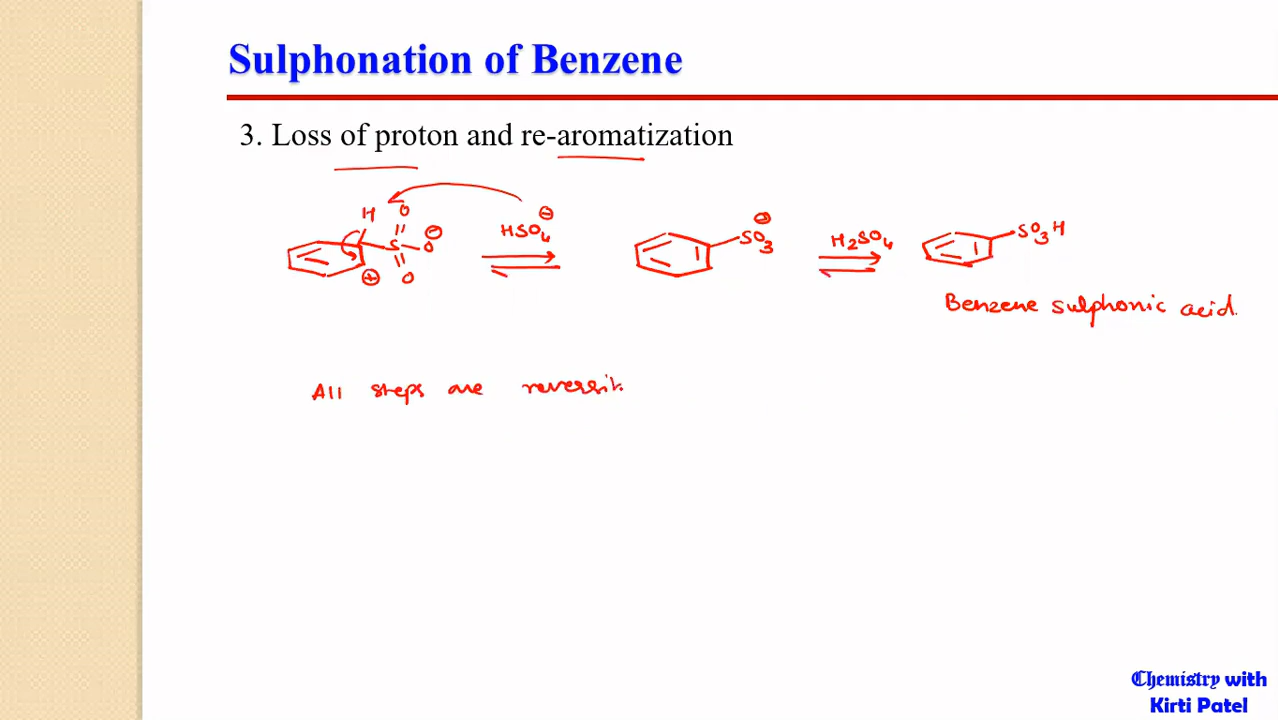 Sulphonation of Benzene
3. Loss of proton and re-aromatization
H O
S O ⊖
⊕ O
HSO4 ⊖
SO3 ⊖
H2SO4
SO3H
Benzene sulphonic acid.
All steps are reversib
Chemistry with
Kirti Patel